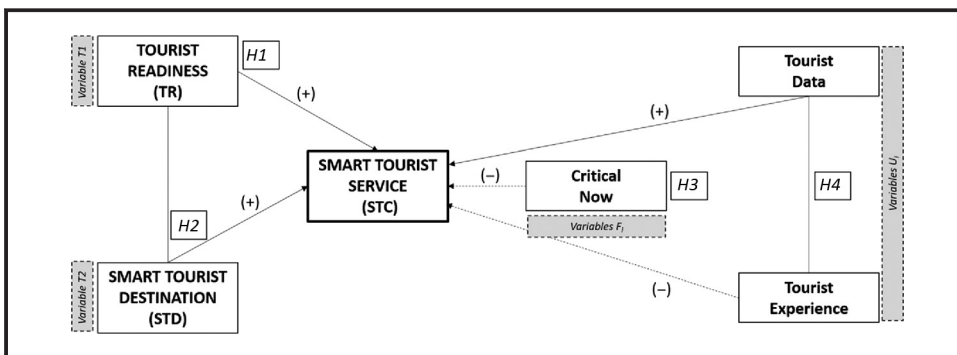 Variable T1
TOURIST
READINESS
(TR)
H1
(+)
Tourist
Data
(+)
SMART TOURIST
SERVICE
(STC)
(–)
Critical
Now
H3
Variables Fj
H4
Variables Ui
H2
(+)
(–)
Variable T2
SMART TOURIST
DESTINATION
(STD)
Tourist
Experience